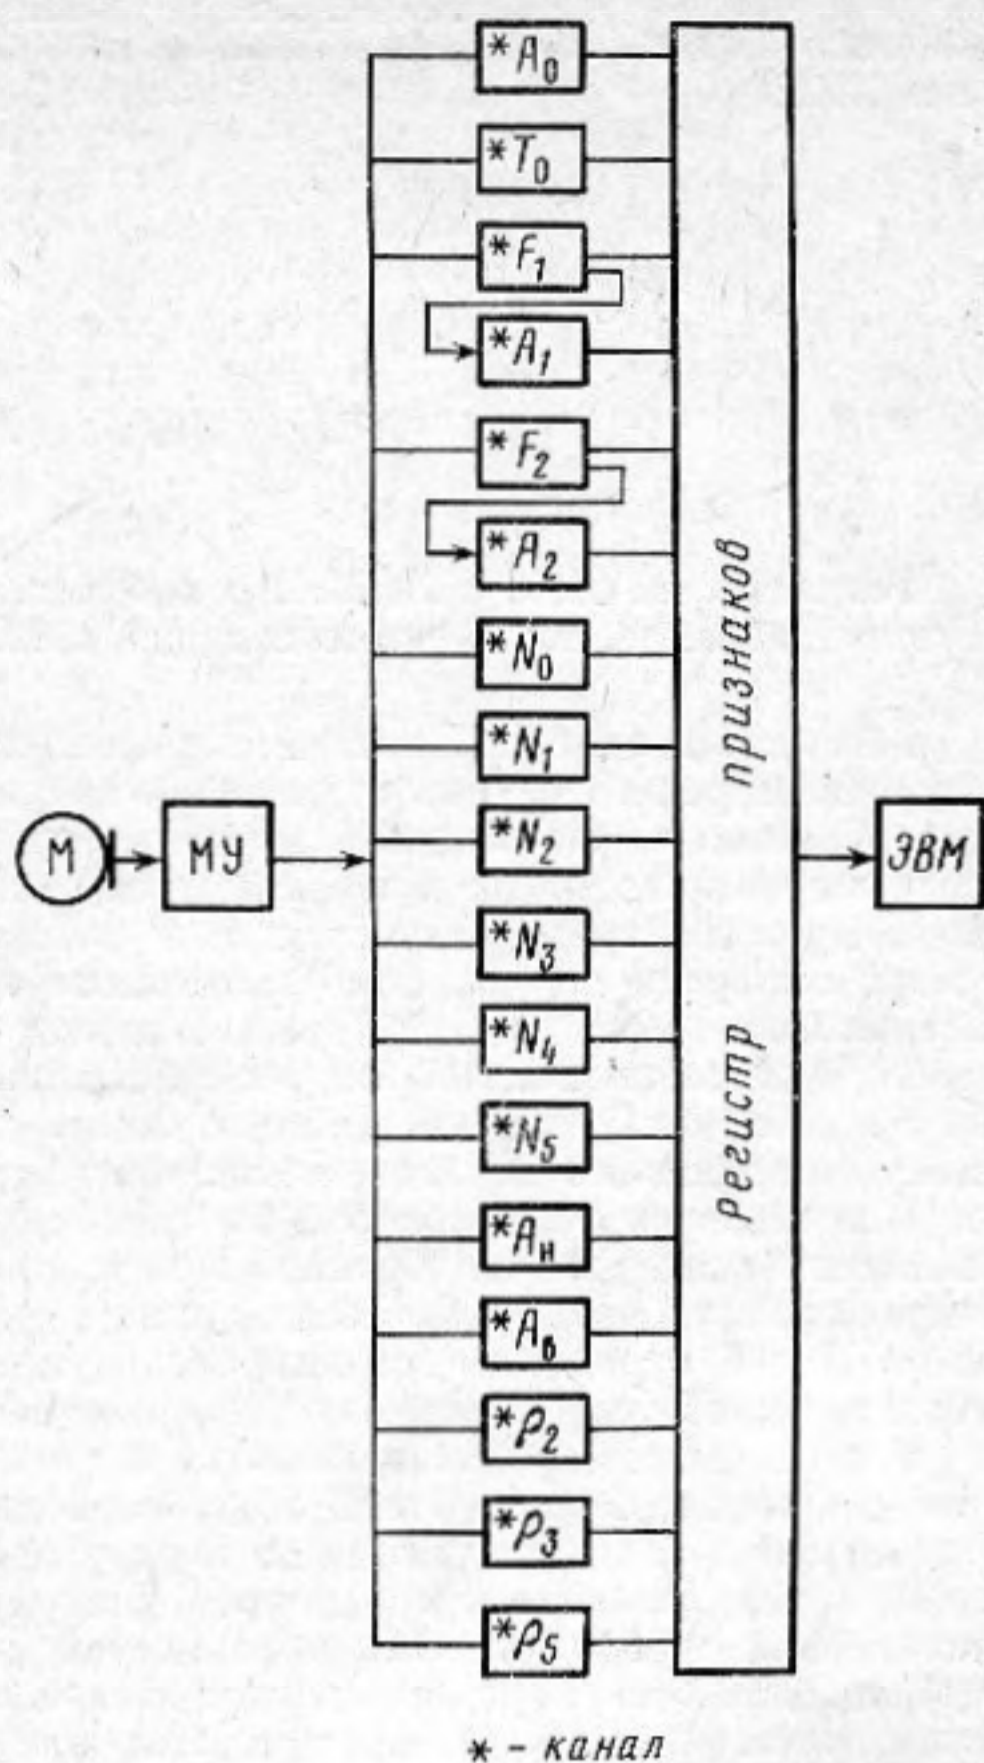 *A₀
*T₀
*F₁
*A₁
*F₂
*A₂
*N₀
*N₁
*N₂
*N₃
*N₄
*N₅
*Aн
*Aв
*P₂
*P₃
*P₅
М
МУ
Регистр признаков
ЭВМ
* – канал